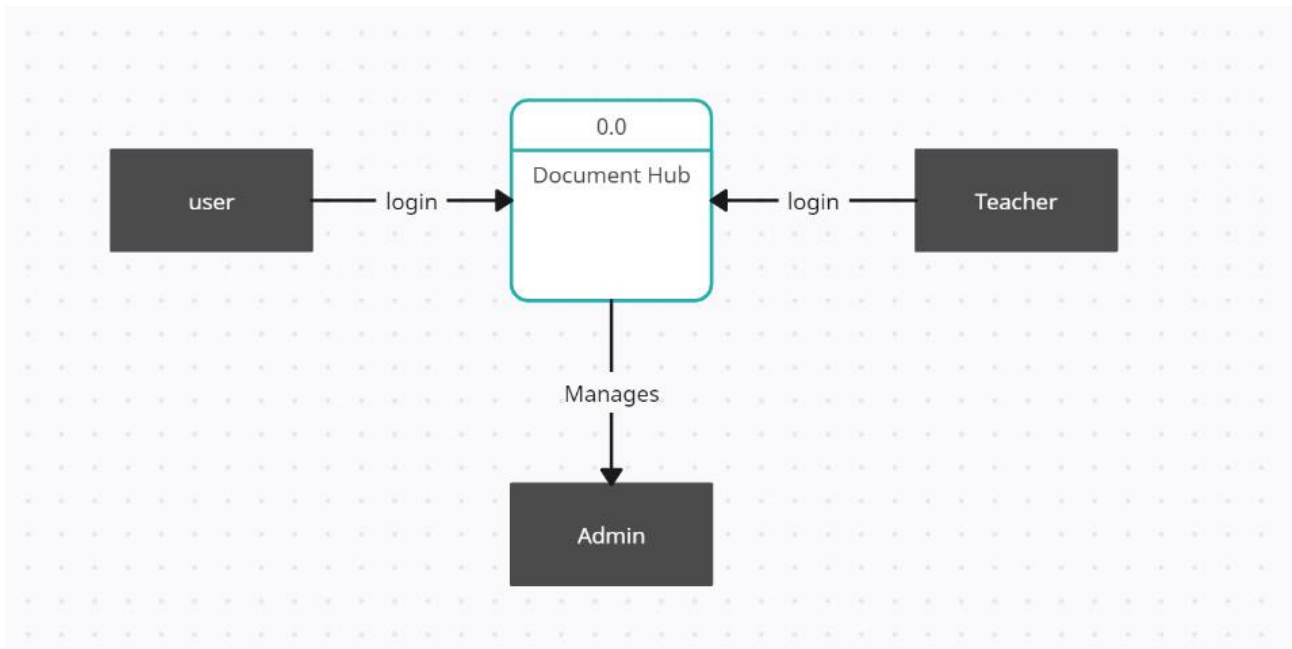 0.0
Document Hub
user
login
login
Teacher
Manages
Admin